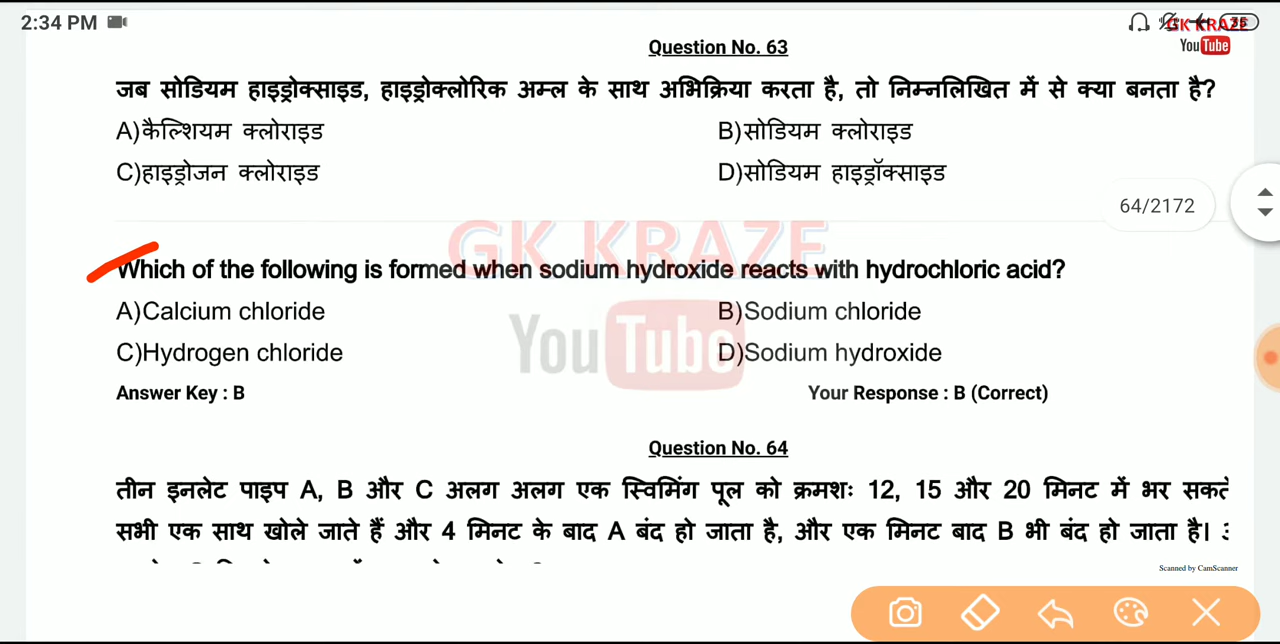 2:34 PM
35
GK KRAZE
YouTube
Question No. 63
जब सोडियम हाइड्रोक्साइड, हाइड्रोक्लोरिक अम्ल के साथ अभिक्रिया करता है, तो निम्नलिखित में से क्या बनता है?
A)कैल्शियम क्लोराइड B)सोडियम क्लोराइड
C)हाइड्रोजन क्लोराइड D)सोडियम हाइड्रॉक्साइड
64/2172
GK KRAZE
Which of the following is formed when sodium hydroxide reacts with hydrochloric acid?
A)Calcium chloride B)Sodium chloride
YouTube
C)Hydrogen chloride D)Sodium hydroxide
Answer Key : B Your Response : B (Correct)
Question No. 64
तीन इनलेट पाइप A, B और C अलग अलग एक स्विमिंग पूल को क्रमशः 12, 15 और 20 मिनट में भर सकते
सभी एक साथ खोले जाते हैं और 4 मिनट के बाद A बंद हो जाता है, और एक मिनट बाद B भी बंद हो जाता है।
Scanned by CamScanner